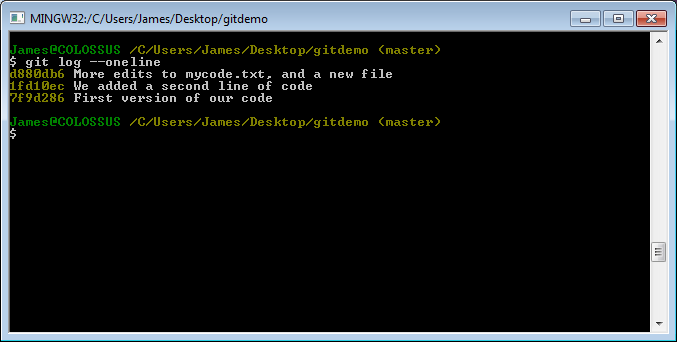 MINGW32:/C/Users/James/Desktop/gitdemo
James@COLOSSUS /C/Users/James/Desktop/gitdemo (master)
$ git log --oneline
d880db6 More edits to mycode.txt, and a new file
1fd10ec We added a second line of code
7f9d286 First version of our code
James@COLOSSUS /C/Users/James/Desktop/gitdemo (master)
$